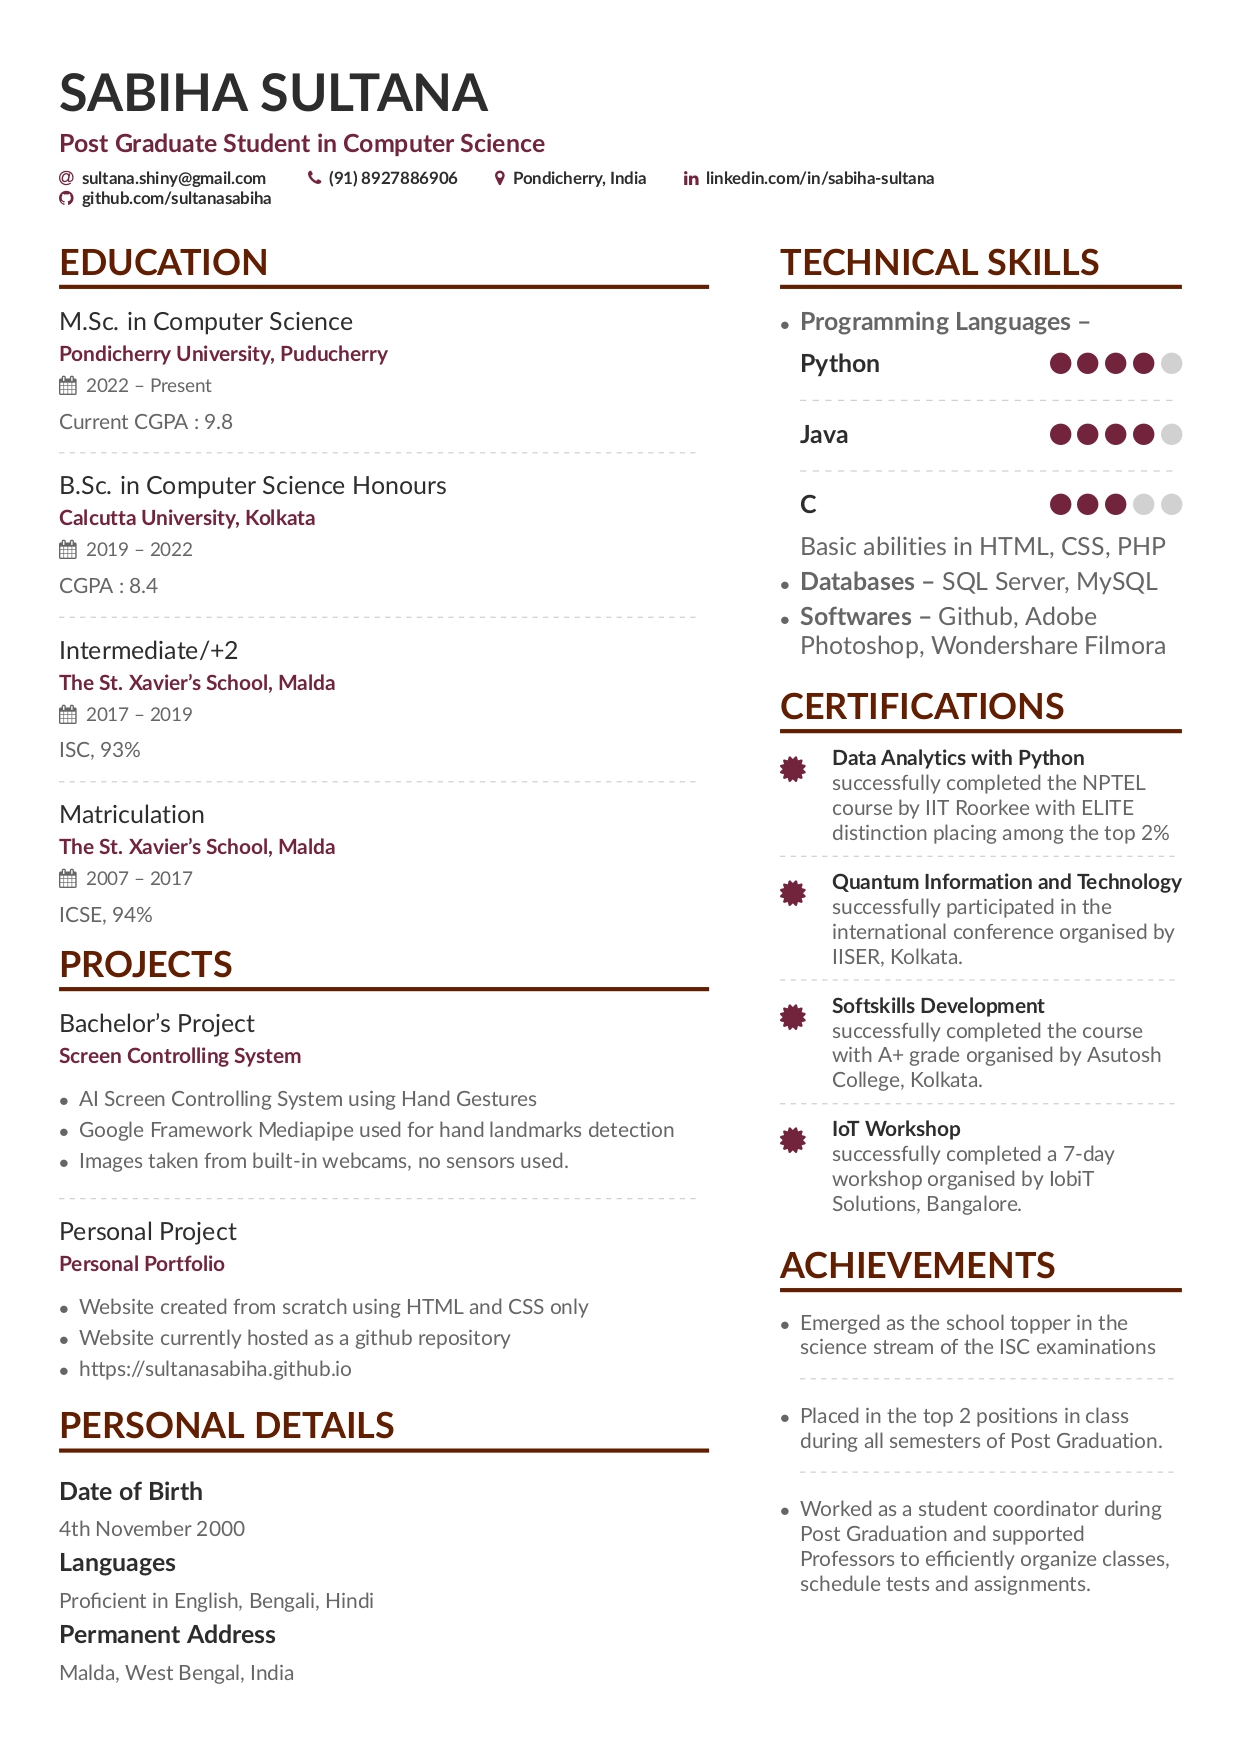 SABIHA SULTANA
Post Graduate Student in Computer Science
sultana.shiny@gmail.com (91) 8927886906 Pondicherry, India linkedin.com/in/sabiha-sultana
github.com/sultanasabiha
EDUCATION
M.Sc. in Computer Science
Pondicherry University, Puducherry
2022 – Present
Current CGPA : 9.8
B.Sc. in Computer Science Honours
Calcutta University, Kolkata
2019 – 2022
CGPA : 8.4
Intermediate/+2
The St. Xavier’s School, Malda
2017 – 2019
ISC, 93%
Matriculation
The St. Xavier’s School, Malda
2007 – 2017
ICSE, 94%
PROJECTS
Bachelor’s Project
Screen Controlling System
• AI Screen Controlling System using Hand Gestures
• Google Framework Mediapipe used for hand landmarks detection
• Images taken from built-in webcams, no sensors used.
Personal Project
Personal Portfolio
• Website created from scratch using HTML and CSS only
• Website currently hosted as a github repository
• https://sultanasabiha.github.io
PERSONAL DETAILS
Date of Birth
4th November 2000
Languages
Proficient in English, Bengali, Hindi
Permanent Address
Malda, West Bengal, India
TECHNICAL SKILLS
• Programming Languages –
Python
Java
C
Basic abilities in HTML, CSS, PHP
• Databases – SQL Server, MySQL
• Softwares – Github, Adobe
Photoshop, Wondershare Filmora
CERTIFICATIONS
Data Analytics with Python
successfully completed the NPTEL
course by IIT Roorkee with ELITE
distinction placing among the top 2%
Quantum Information and Technology
successfully participated in the
international conference organised by
IISER, Kolkata.
Softskills Development
successfully completed the course
with A+ grade organised by Asutosh
College, Kolkata.
IoT Workshop
successfully completed a 7-day
workshop organised by IobiT
Solutions, Bangalore.
ACHIEVEMENTS
• Emerged as the school topper in the
science stream of the ISC examinations
• Placed in the top 2 positions in class
during all semesters of Post Graduation.
• Worked as a student coordinator during
Post Graduation and supported
Professors to efficiently organize classes,
schedule tests and assignments.